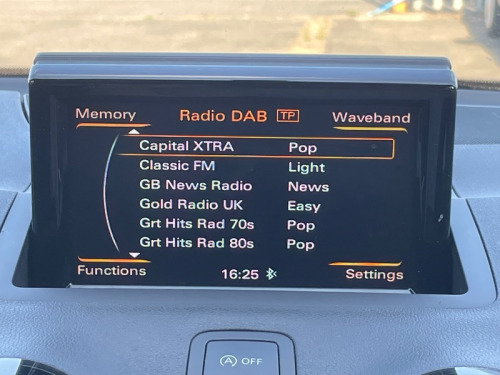 Memory Radio DAB TP Waveband
Capital XTRA Pop
Classic FM Light
GB News Radio News
Gold Radio UK Easy
Grt Hits Rad 70s Pop
Grt Hits Rad 80s Pop
Functions 16:25 Settings
A OFF